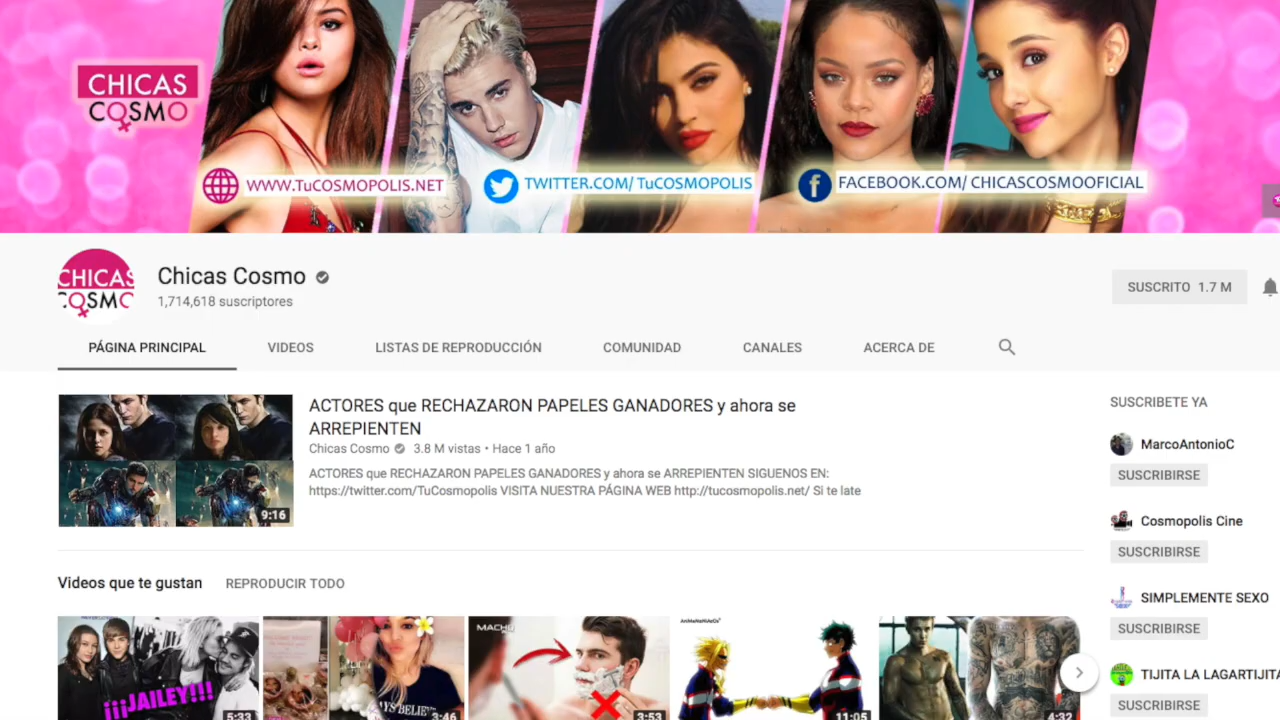 CHICAS
COSMO
WWW.TuCOSMOPOLIS.NET
TWITTER.COM/ TuCOSMOPOLIS
FACEBOOK.COM/ CHICASCOSMOOFICIAL
CHICAS
COSMO
Chicas Cosmo
1,714,618 suscriptores
SUSCRITO 1.7 M
PÁGINA PRINCIPAL
VIDEOS
LISTAS DE REPRODUCCIÓN
COMUNIDAD
CANALES
ACERCA DE
9:16
ACTORES que RECHAZARON PAPELES GANADORES y ahora se
ARREPIENTEN
Chicas Cosmo 3.8 M vistas • Hace 1 año
ACTORES que RECHAZARON PAPELES GANADORES y ahora se ARREPIENTEN SIGUENOS EN:
https://twitter.com/TuCosmopolis VISITA NUESTRA PÁGINA WEB http://tucosmopolis.net/ Si te late
SUSCRIBETE YA
MarcoAntonioC
SUSCRIBIRSE
Cosmopolis Cine
SUSCRIBIRSE
SIMPLEMENTE SEXO
SUSCRIBIRSE
TIJITA LA LAGARTIJITA
SUSCRIBIRSE
Videos que te gustan
REPRODUCIR TODO
¡¡¡JAILEY!!!
5:33
AYS BELIEV
3:46
MACHO
3:53
11:05
4:32